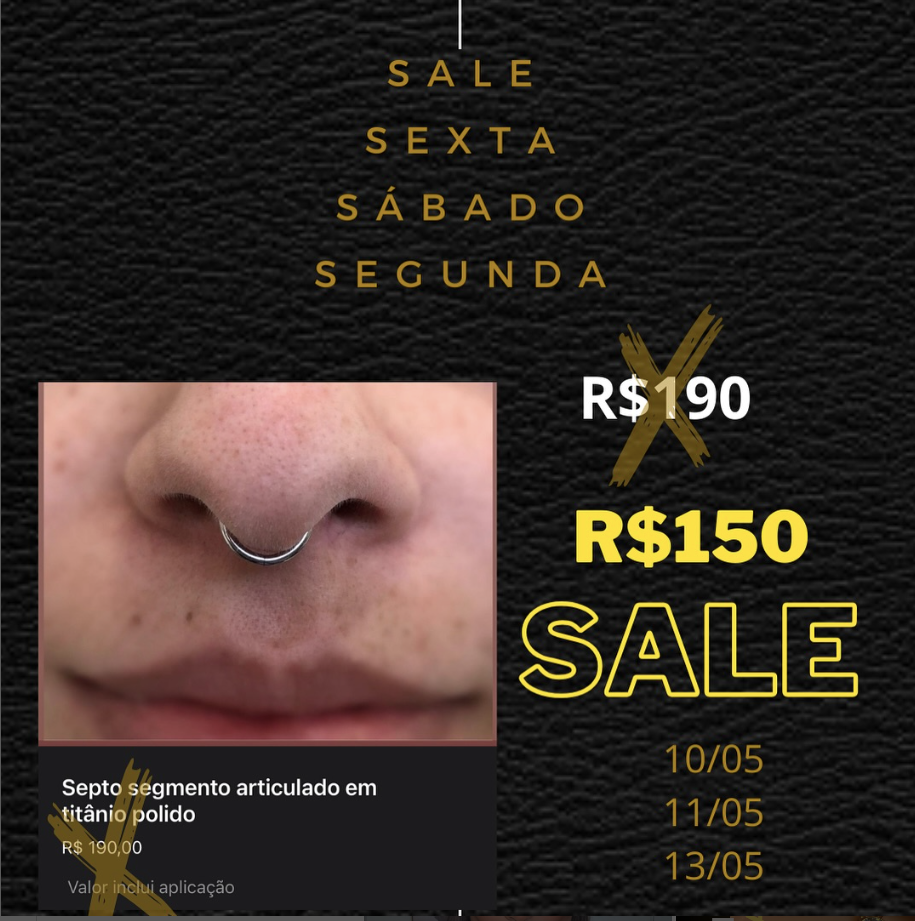 SALE
SEXTA
SÁBADO
SEGUNDA
R$190
R$150
SALE
10/05
11/05
13/05
Septo segmento articulado em
titânio polido
R$ 190,00
Valor inclui aplicação